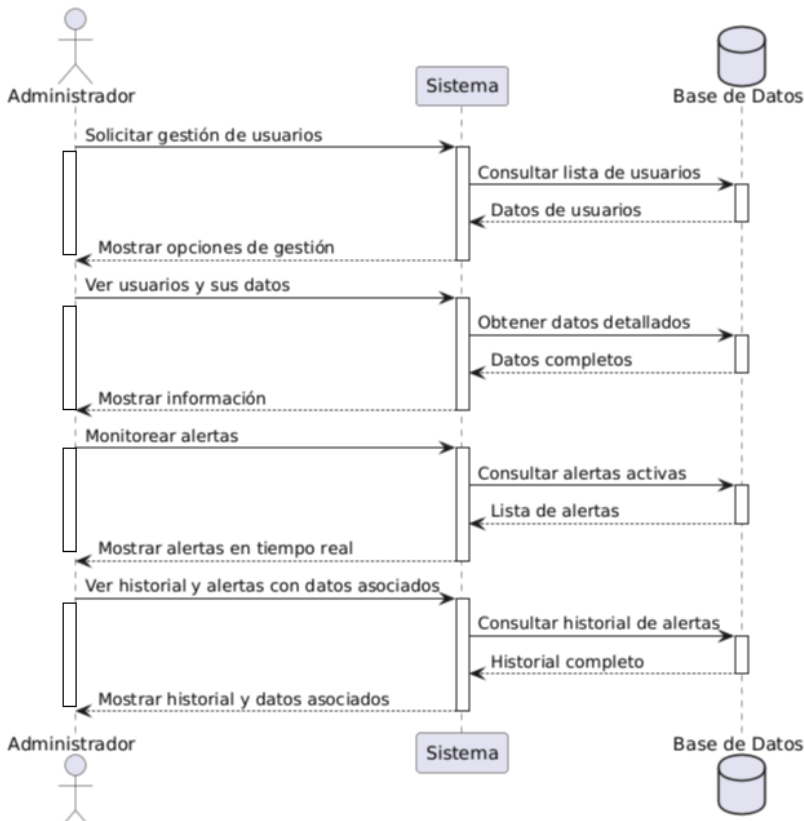 Administrador
Sistema
Base de Datos
Solicitar gestión de usuarios
Consultar lista de usuarios
Datos de usuarios
Mostrar opciones de gestión
Ver usuarios y sus datos
Obtener datos detallados
Datos completos
Mostrar información
Monitorear alertas
Consultar alertas activas
Lista de alertas
Mostrar alertas en tiempo real
Ver historial y alertas con datos asociados
Consultar historial de alertas
Historial completo
Mostrar historial y datos asociados
Administrador
Sistema
Base de Datos